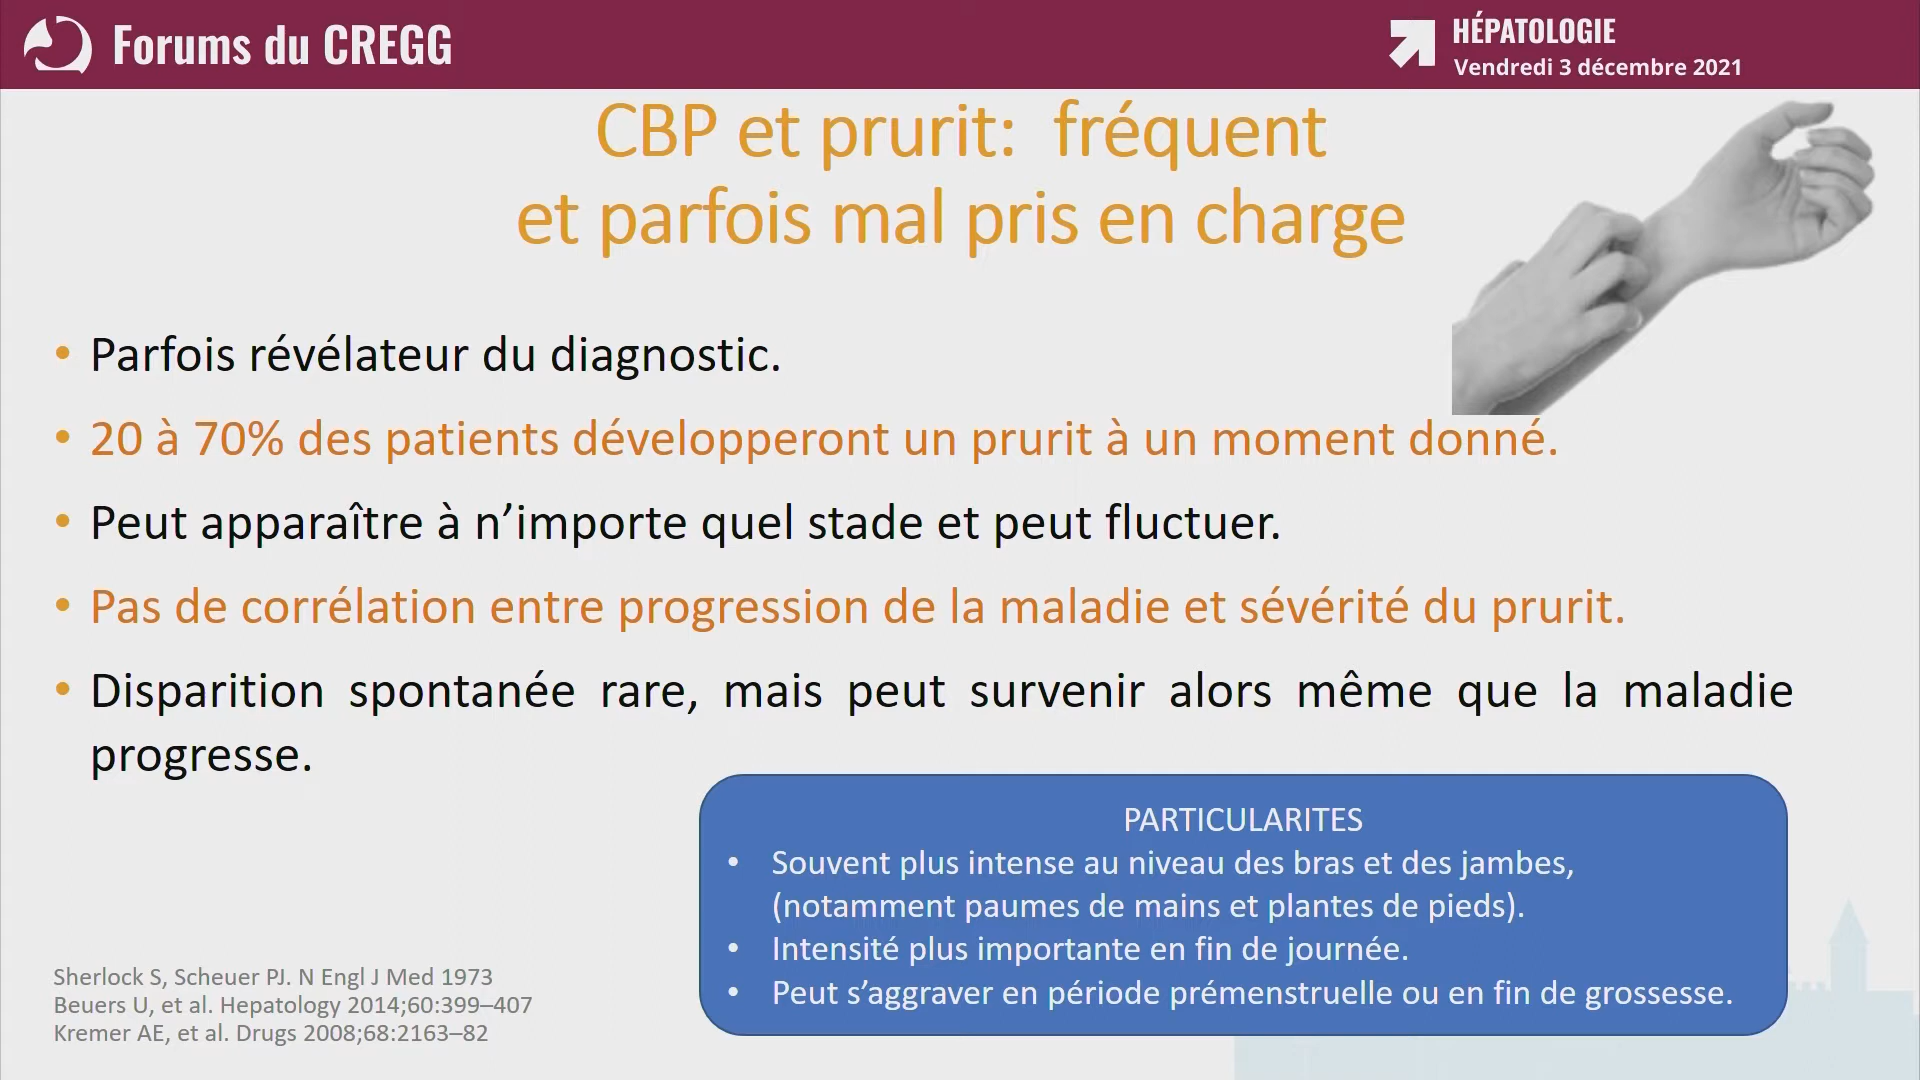 Forums du CREGG
HÉPATOLOGIE
Vendredi 3 décembre 2021
CBP et prurit: fréquent
et parfois mal pris en charge
• Parfois révélateur du diagnostic.
• 20 à 70% des patients développeront un prurit à un moment donné.
• Peut apparaître à n’importe quel stade et peut fluctuer.
• Pas de corrélation entre progression de la maladie et sévérité du prurit.
• Disparition spontanée rare, mais peut survenir alors même que la maladie
progresse.
PARTICULARITES
• Souvent plus intense au niveau des bras et des jambes,
(notamment paumes de mains et plantes de pieds).
• Intensité plus importante en fin de journée.
• Peut s’aggraver en période prémenstruelle ou en fin de grossesse.
Sherlock S, Scheuer PJ. N Engl J Med 1973
Beuers U, et al. Hepatology 2014;60:399–407
Kremer AE, et al. Drugs 2008;68:2163–82